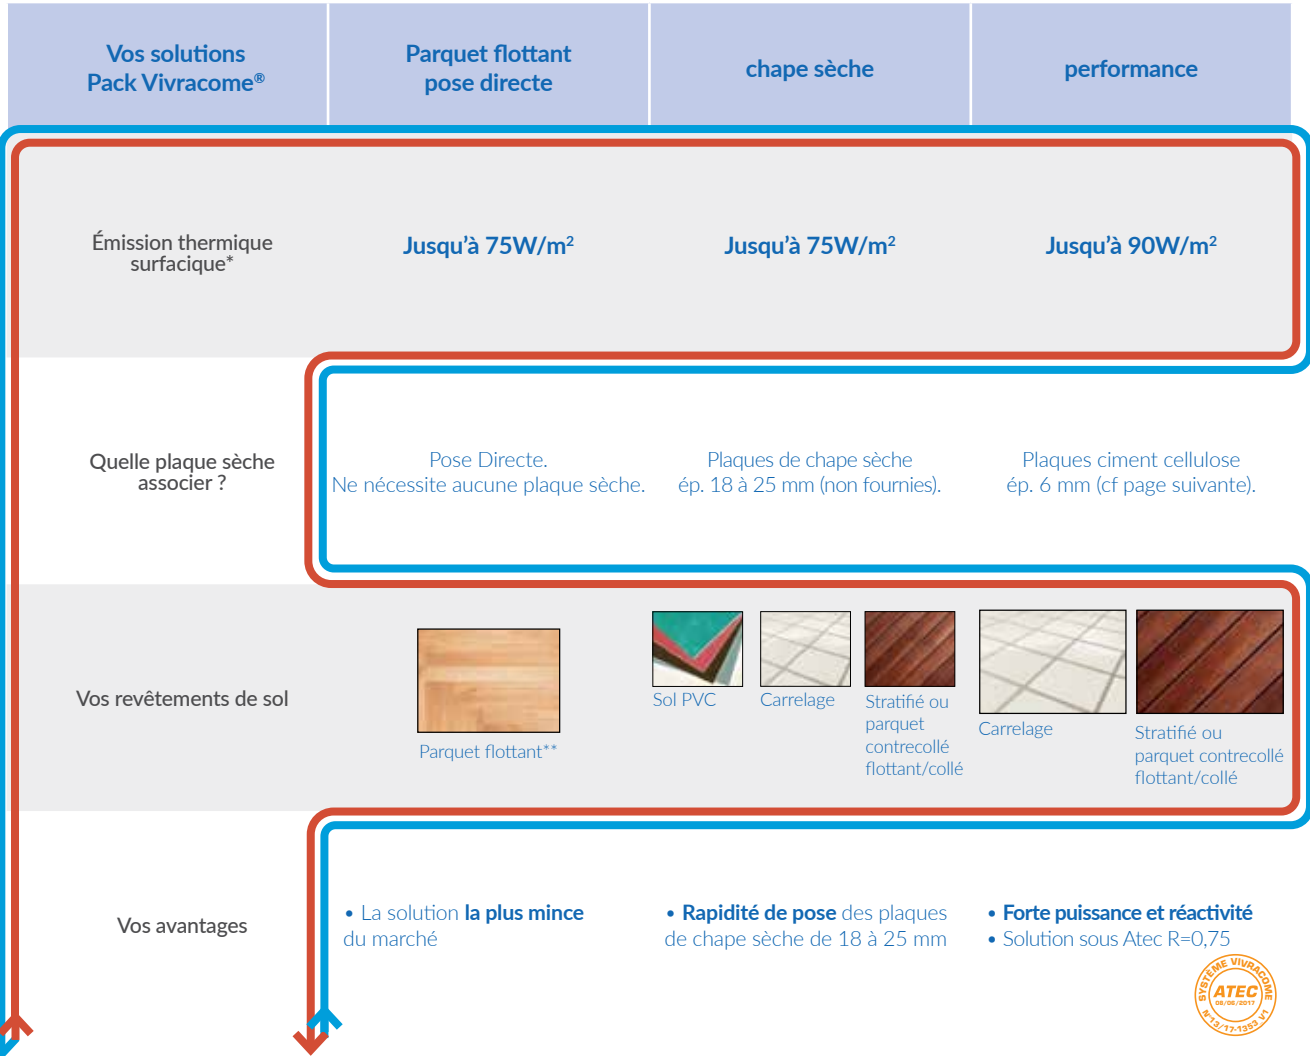 Vos solutions
Pack Vivracome®
Parquet flottant
pose directe
chape sèche
performance
Émission thermique
surfacique*
Jusqu'à 75W/m²
Jusqu'à 75W/m²
Jusqu'à 90W/m²
Quelle plaque sèche
associer ?
Pose Directe.
Ne nécessite aucune plaque sèche.
Plaques de chape sèche
ép. 18 à 25 mm (non fournies).
Plaques ciment cellulose
ép. 6 mm (cf page suivante).
Vos revêtements de sol
Parquet flottant**
Sol PVC
Carrelage
Stratifié ou
parquet
contrecollé
flottant/collé
Carrelage
Stratifié ou
parquet contrecollé
flottant/collé
Vos avantages
• La solution la plus mince
du marché
• Rapidité de pose des plaques
de chape sèche de 18 à 25 mm
• Forte puissance et réactivité
• Solution sous Atec R=0,75
SYSTÈME VIVRACOME
ATEC
08/06/2017
N°13/17-1353 V1